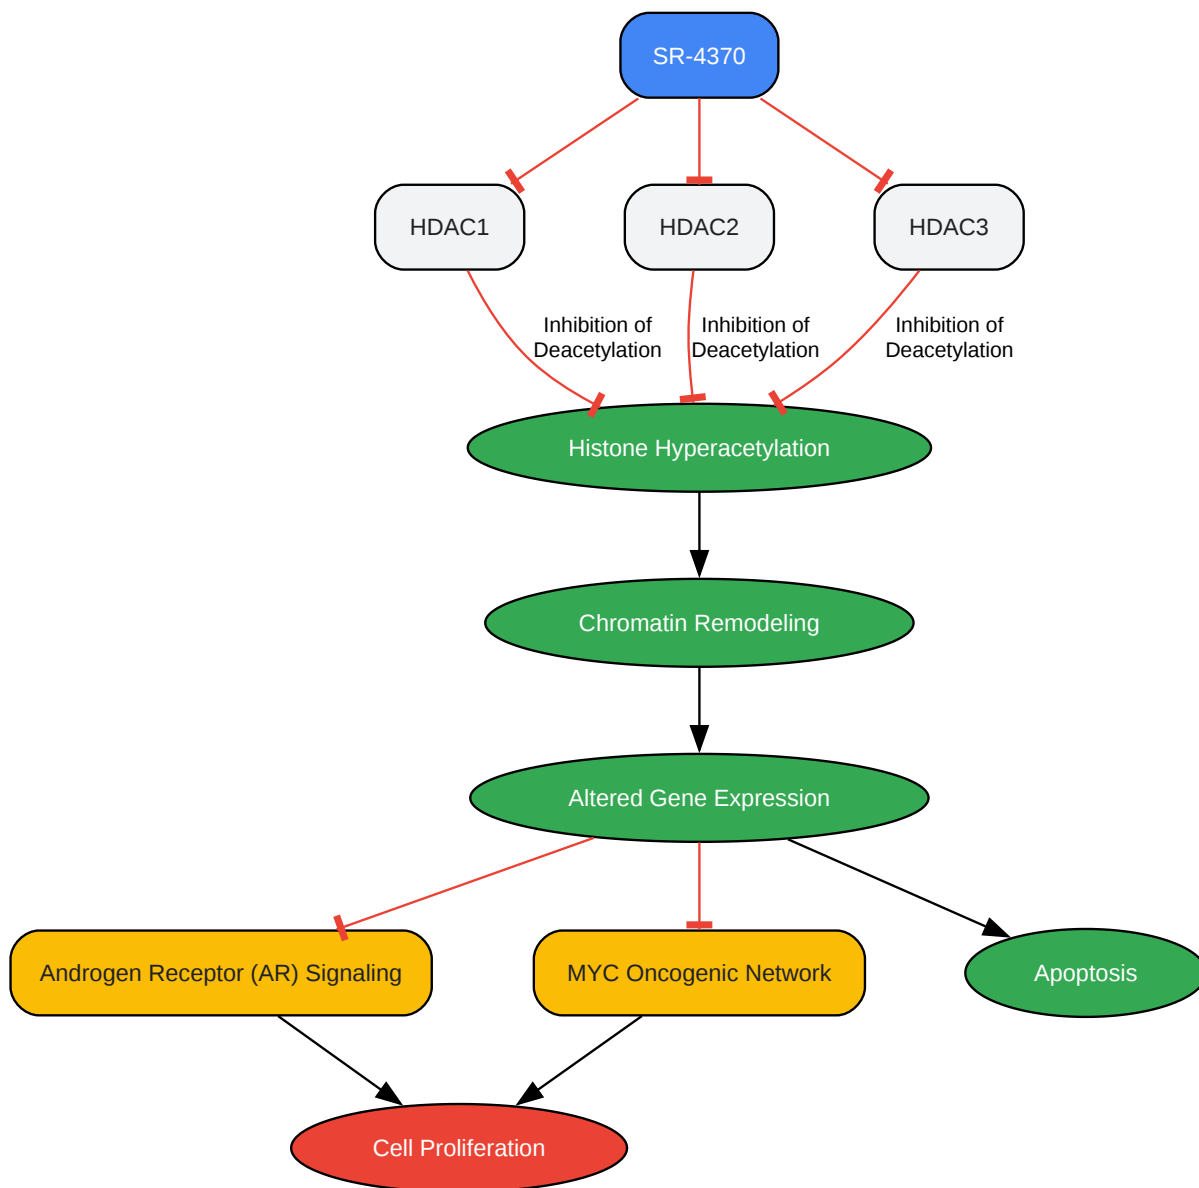 SR-4370
HDAC1
HDAC2
HDAC3
Inhibition of
Deacetylation
Inhibition of
Deacetylation
Inhibition of
Deacetylation
Histone Hyperacetylation
Chromatin Remodeling
Altered Gene Expression
Androgen Receptor (AR) Signaling
MYC Oncogenic Network
Apoptosis
Cell Proliferation